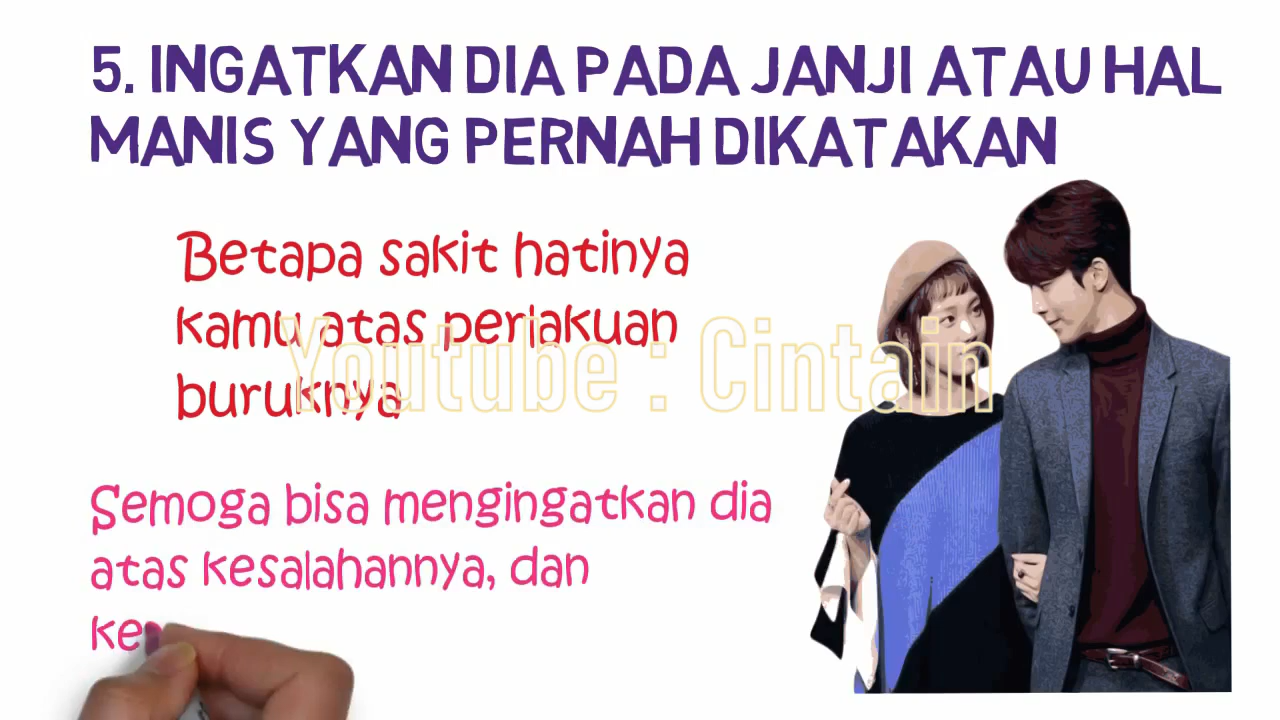 5. INGATKAN DIA PADA JANJI ATAU HAL
MANIS YANG PERNAH DIKATAKAN
Betapa sakit hatinya
kamu atas perlakuan
buruknya
Youtube : Cintain
Semoga bisa mengingatkan dia
atas kesalahannya, dan